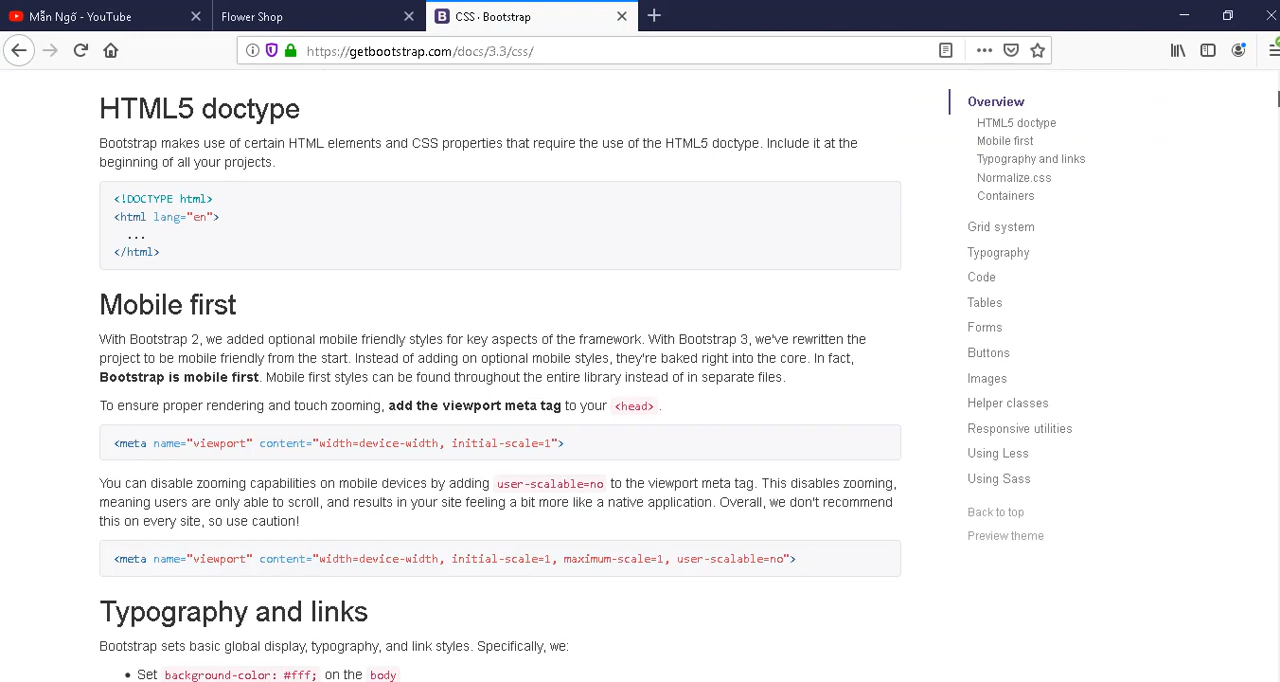 Mẫn Ngố - YouTube
Flower Shop
CSS · Bootstrap
https://getbootstrap.com/docs/3.3/css/
HTML5 doctype
Bootstrap makes use of certain HTML elements and CSS properties that require the use of the HTML5 doctype. Include it at the
beginning of all your projects.
<!DOCTYPE html>
<html lang="en">
...
</html>
Mobile first
With Bootstrap 2, we added optional mobile friendly styles for key aspects of the framework. With Bootstrap 3, we've rewritten the
project to be mobile friendly from the start. Instead of adding on optional mobile styles, they're baked right into the core. In fact,
Bootstrap is mobile first. Mobile first styles can be found throughout the entire library instead of in separate files.
To ensure proper rendering and touch zooming, add the viewport meta tag to your <head> .
<meta name="viewport" content="width=device-width, initial-scale=1">
You can disable zooming capabilities on mobile devices by adding user-scalable=no to the viewport meta tag. This disables zooming,
meaning users are only able to scroll, and results in your site feeling a bit more like a native application. Overall, we don't recommend
this on every site, so use caution!
<meta name="viewport" content="width=device-width, initial-scale=1, maximum-scale=1, user-scalable=no">
Typography and links
Bootstrap sets basic global display, typography, and link styles. Specifically, we:
• Set background-color: #fff; on the body
Overview
HTML5 doctype
Mobile first
Typography and links
Normalize.css
Containers
Grid system
Typography
Code
Tables
Forms
Buttons
Images
Helper classes
Responsive utilities
Using Less
Using Sass
Back to top
Preview theme